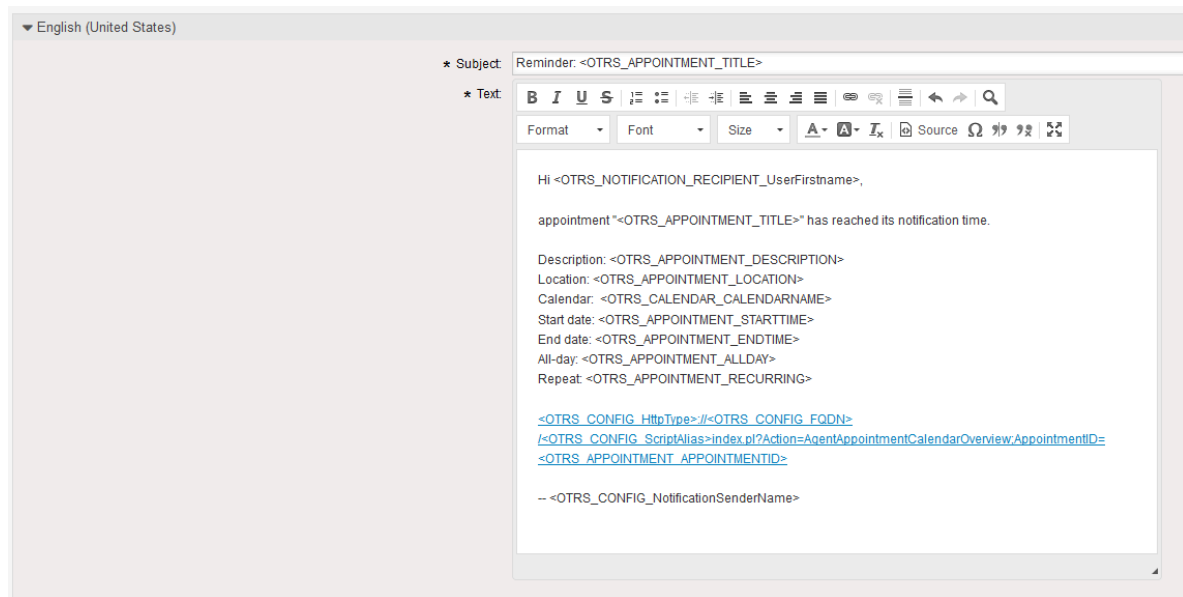 English (United States)
* Subject: Reminder: <OTRS_APPOINTMENT_TITLE>
* Text:
B I U S
Format Font Size A A Ix Source Ω
Hi <OTRS_NOTIFICATION_RECIPIENT_UserFirstname>,
appointment "<OTRS_APPOINTMENT_TITLE>" has reached its notification time.
Description: <OTRS_APPOINTMENT_DESCRIPTION>
Location: <OTRS_APPOINTMENT_LOCATION>
Calendar: <OTRS_CALENDAR_CALENDARNAME>
Start date: <OTRS_APPOINTMENT_STARTTIME>
End date: <OTRS_APPOINTMENT_ENDTIME>
All-day: <OTRS_APPOINTMENT_ALLDAY>
Repeat: <OTRS_APPOINTMENT_RECURRING>
<OTRS_CONFIG_HttpType>://<OTRS_CONFIG_FQDN>
/<OTRS_CONFIG_ScriptAlias>index.pl?Action=AgentAppointmentCalendarOverview;AppointmentID=
<OTRS_APPOINTMENT_APPOINTMENTID>
-- <OTRS_CONFIG_NotificationSenderName>